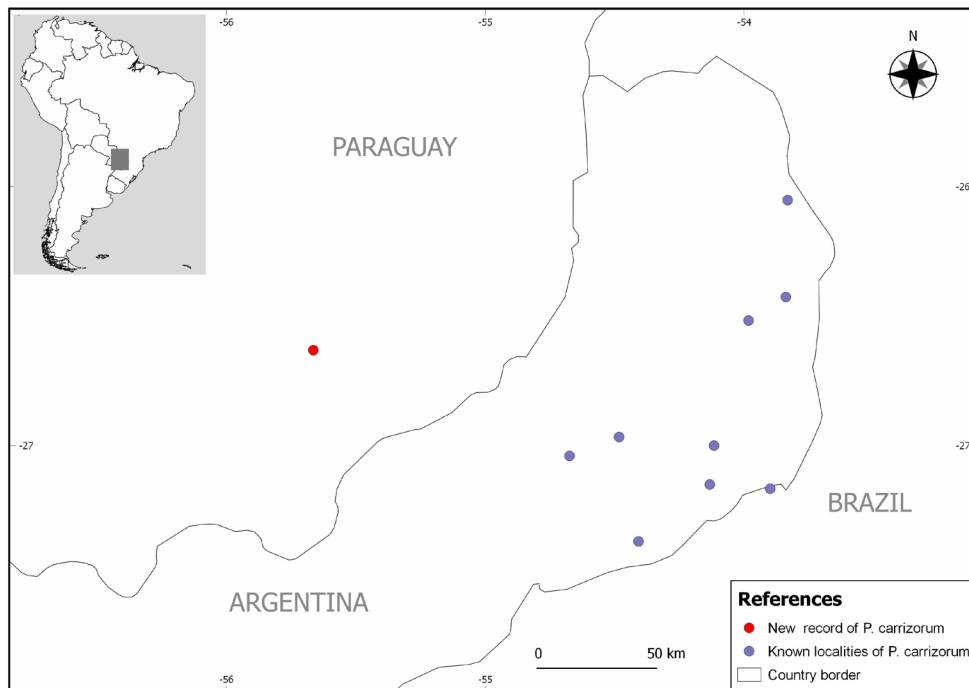 -56
-55
-54
N
PARAGUAY
-26
-27
-27
BRAZIL
ARGENTINA
0 50 km
References
New record of P. carrizorum
Known localities of P. carrizorum
Country border
-56
-55